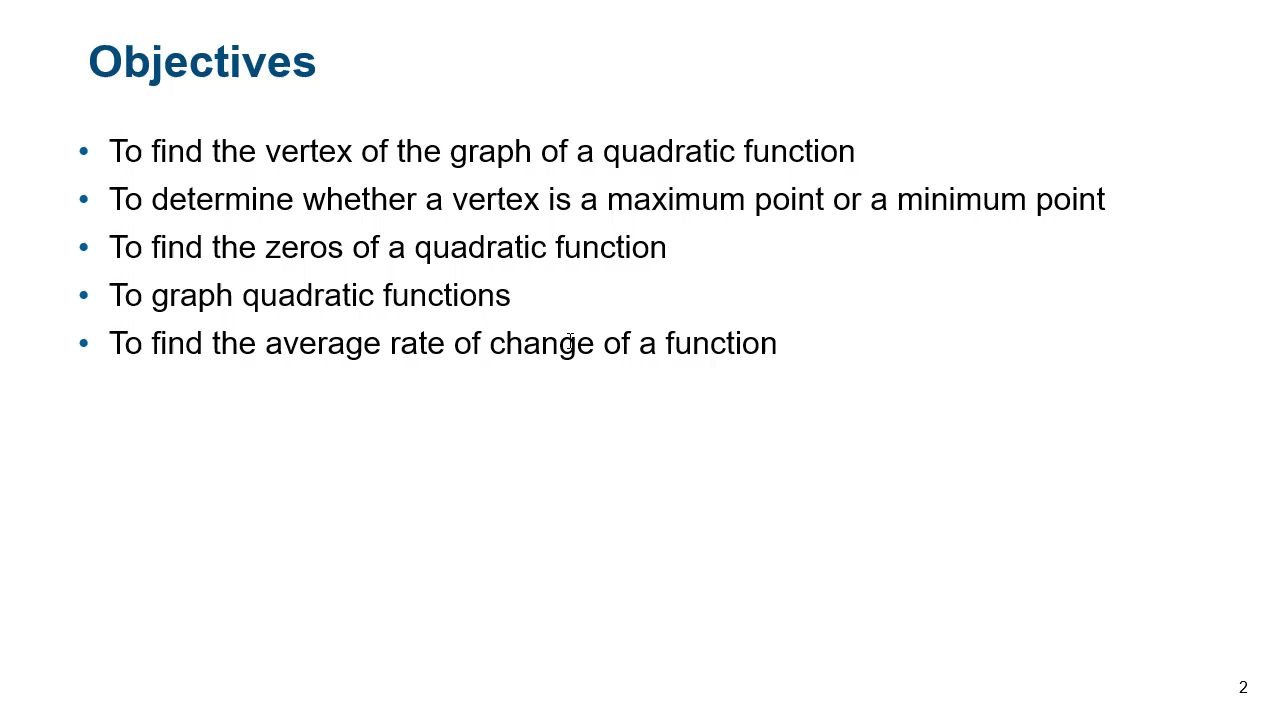 Objectives
• To find the vertex of the graph of a quadratic function
• To determine whether a vertex is a maximum point or a minimum point
• To find the zeros of a quadratic function
• To graph quadratic functions
• To find the average rate of change of a function
2